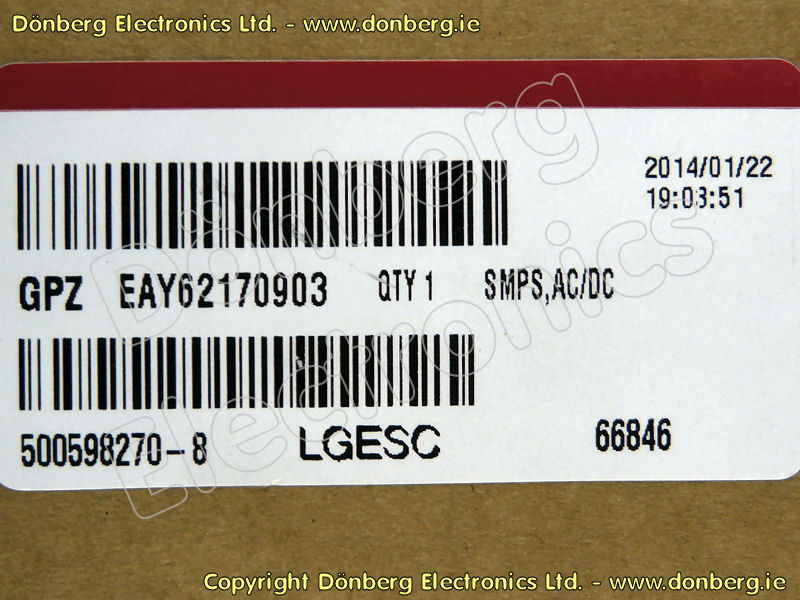 Dönberg Electronics Ltd. - www.donberg.ie
2014/01/22
19:03:51
GPZ EAY62170903 QTY 1 SMPS,AC/DC
500598270-8 LGESC 66846
Dönberg
Electronics
Copyright Dönberg Electronics Ltd. - www.donberg.ie